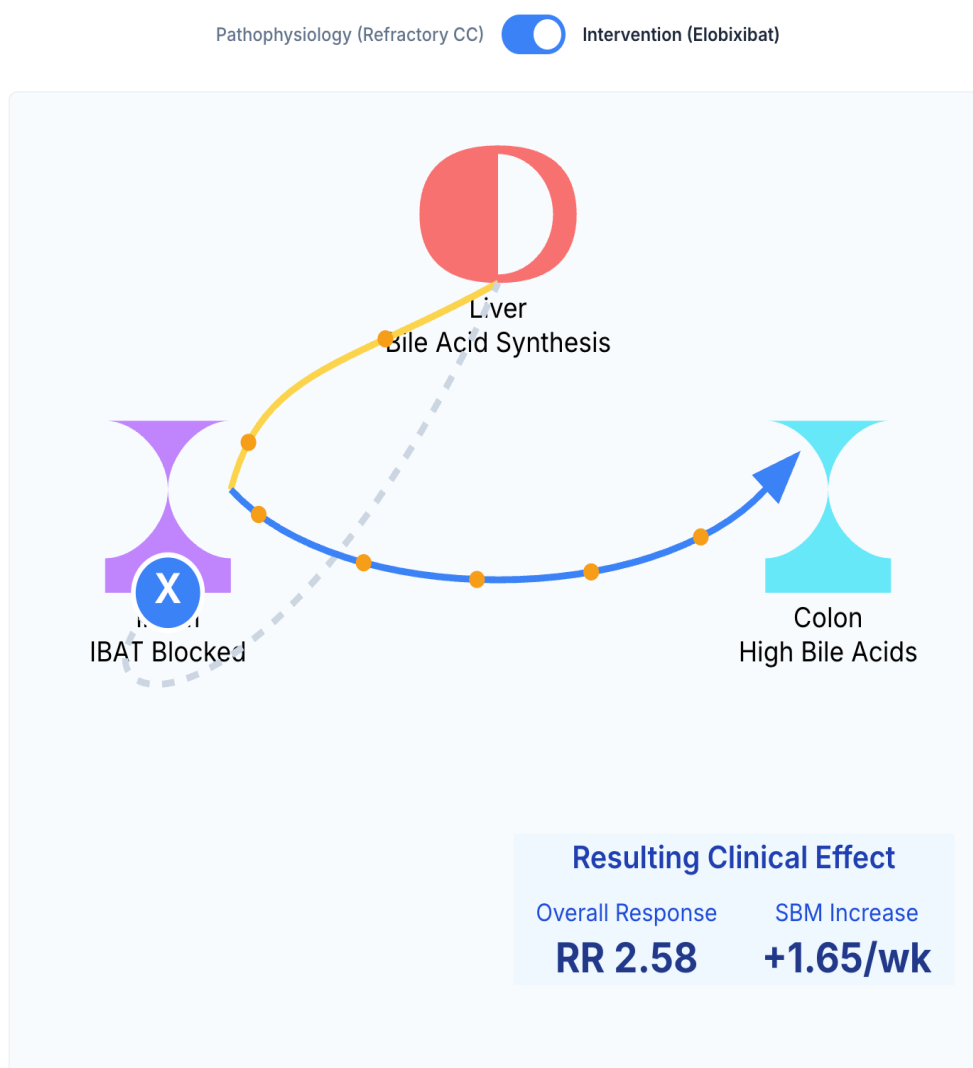 Pathophysiology (Refractory CC)
Intervention (Elobixibat)
Liver
Bile Acid Synthesis
X
IBAT Blocked
Colon
High Bile Acids
Resulting Clinical Effect
Overall Response
SBM Increase
RR 2.58
+1.65/wk